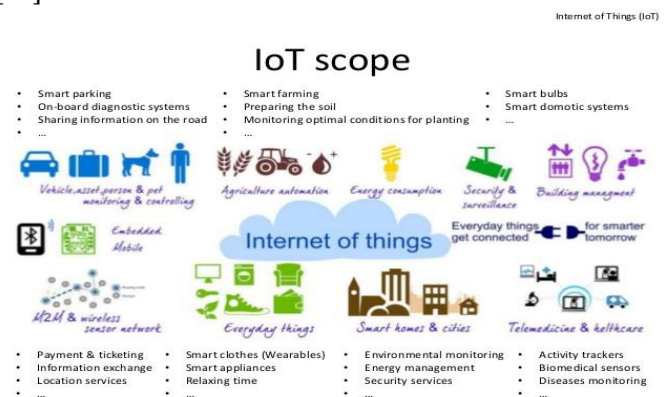 Internet of Things (IoT)
IoT scope
• Smart parking
• On-board diagnostic systems
• Sharing information on the road
• ...
• Smart farming
• Preparing the soil
• Monitoring optimal conditions for planting
• ...
• Smart bulbs
• Smart domotic systems
• ...
Vehicle,asset,person & pet
monitoring & controlling
Agriculture automation
Energy consumption
Security &
surveillance
Building managment
Embedded
Mobile
Internet of things
Everyday things
get connected
for smarter
tomorrow
M2M & wireless
sensor network
Everyday things
Smart homes & cities
Telemedicine & helthcare
• Payment & ticketing
• Information exchange
• Location services
• ...
• Smart clothes (Wearables)
• Smart appliances
• Relaxing time
• ...
• Environmental monitoring
• Energy management
• Security services
• ...
• Activity trackers
• Biomedical sensors
• Diseases monitoring
• ...